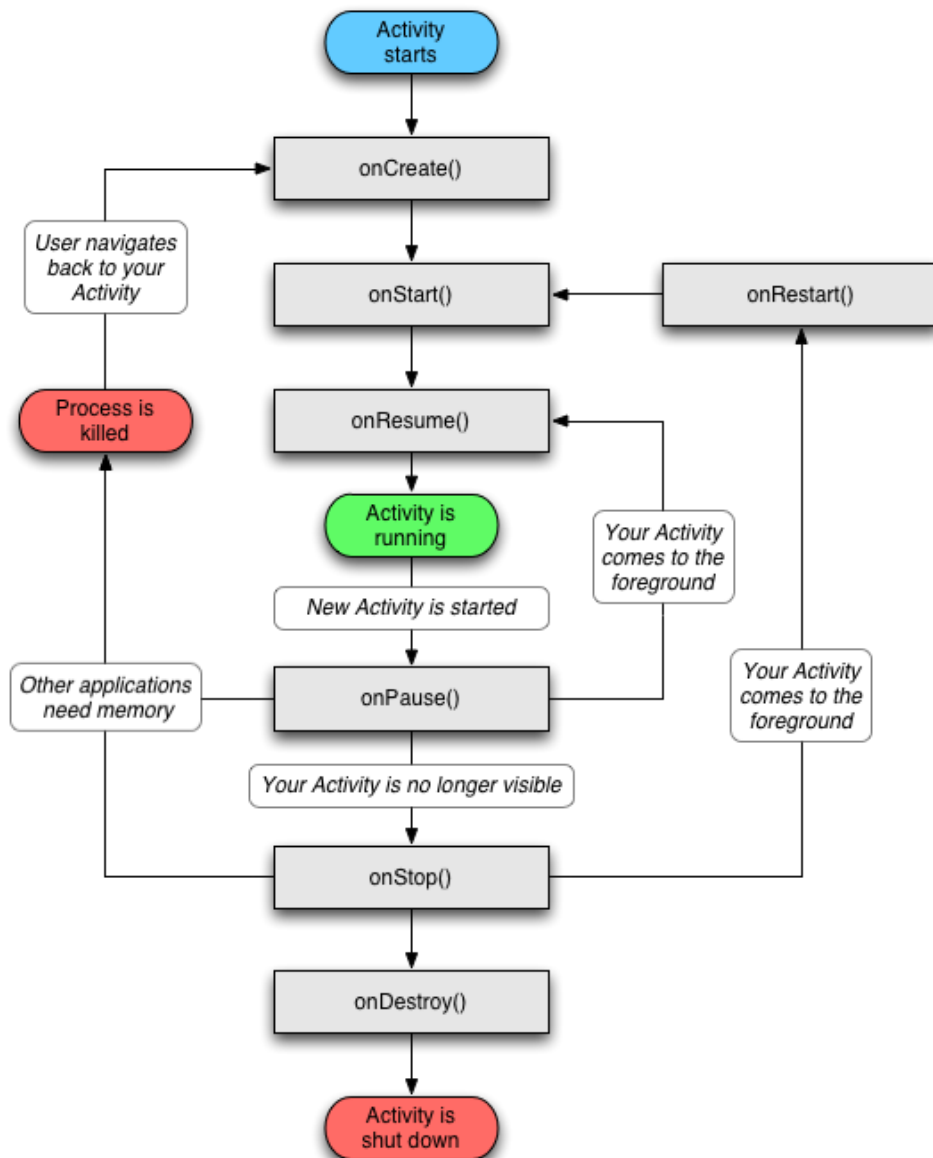 Activity
starts
onCreate()
User navigates
back to your
Activity
onStart()
onRestart()
Process is
killed
onResume()
Activity is
running
Your Activity
comes to the
foreground
New Activity is started
Other applications
need memory
onPause()
Your Activity
comes to the
foreground
Your Activity is no longer visible
onStop()
onDestroy()
Activity is
shut down